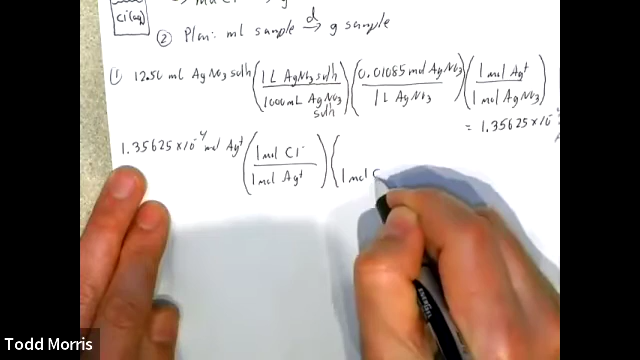 Cl (aq)
② Plan: ml sample →d g sample
① 12.50 ml AgNO3 soln (1 L AgNO3 soln / 1000 mL AgNO3 soln) (0.01085 mol AgNO3 / 1 L AgNO3) (1 mol Ag+ / 1 mol AgNO3)
= 1.35625 x 10-
1.35625 x 10-4 mol Ag+ (1 mol Cl- / 1 mol Ag+) ( 1 mol C
Todd Morris